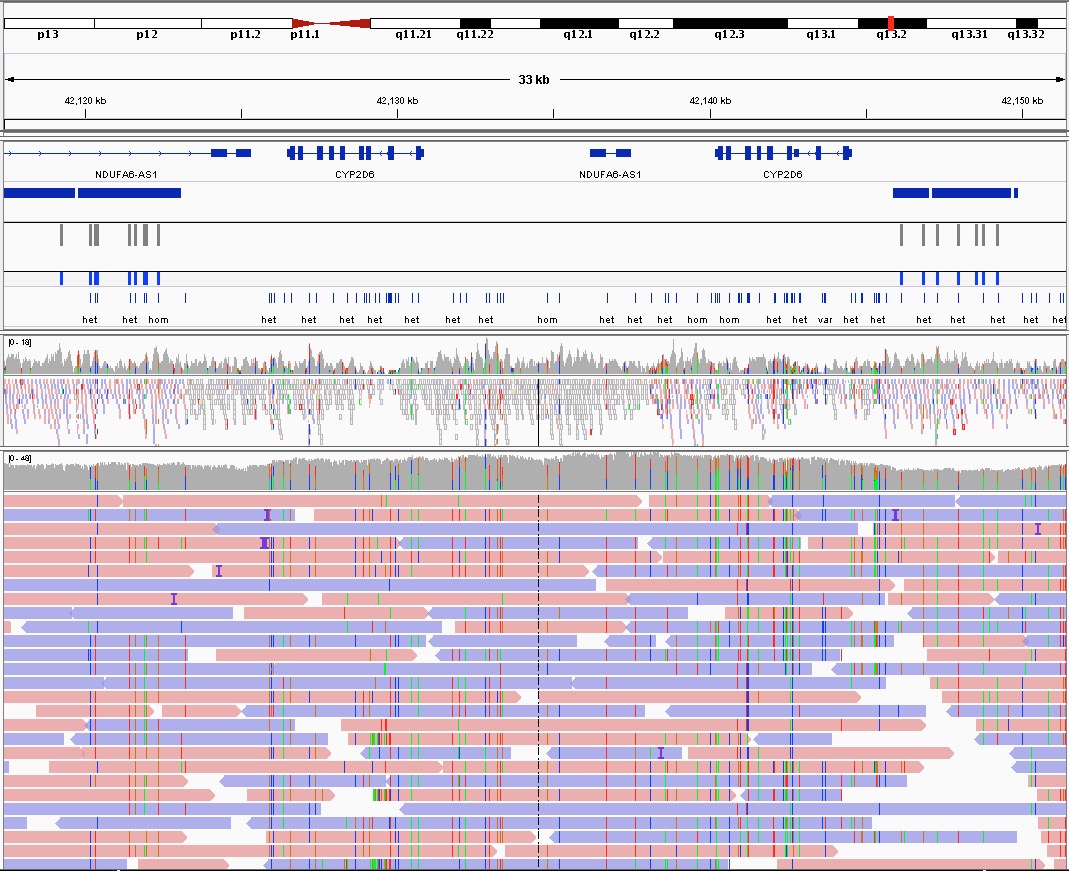 p13 p12 p11.2 p11.1 q11.21 q11.22 q12.1 q12.2 q12.3 q13.1 q13.2 q13.31 q13.32
33 kb
42,120 kb 42,130 kb 42,140 kb 42,150 kb
NDUFA6-AS1 CYP2D6 NDUFA6-AS1 CYP2D6
het het hom het het het het het het het hom het het het hom hom het het var het het het het het het het
[0 - 18]
[0 - 48]